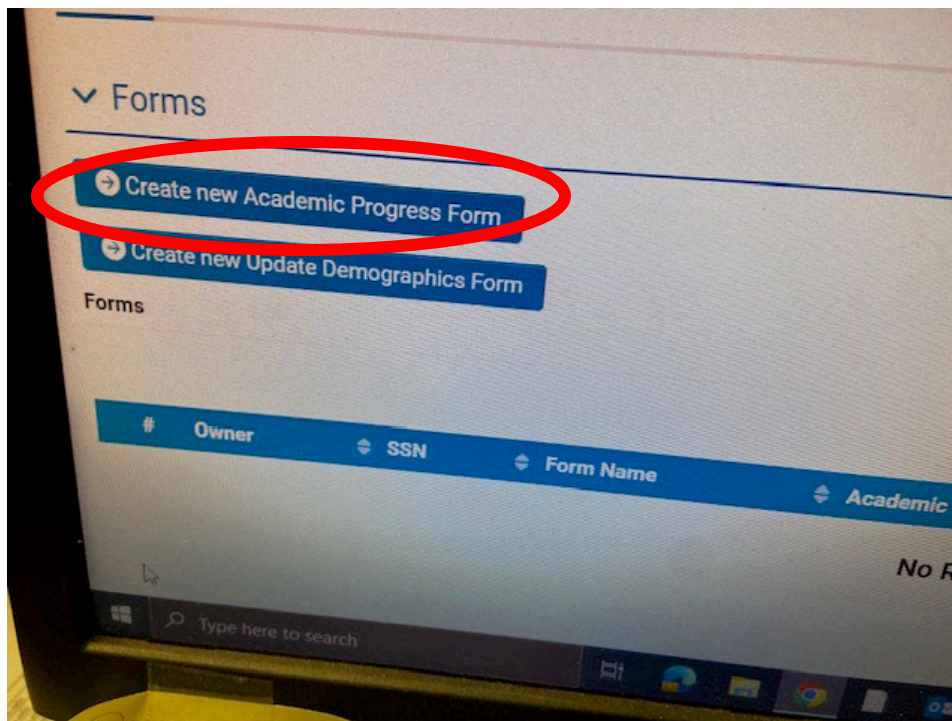 Forms
Create new Academic Progress Form
Create new Update Demographics Form
Forms
# Owner SSN Form Name Academic
No
Type here to search